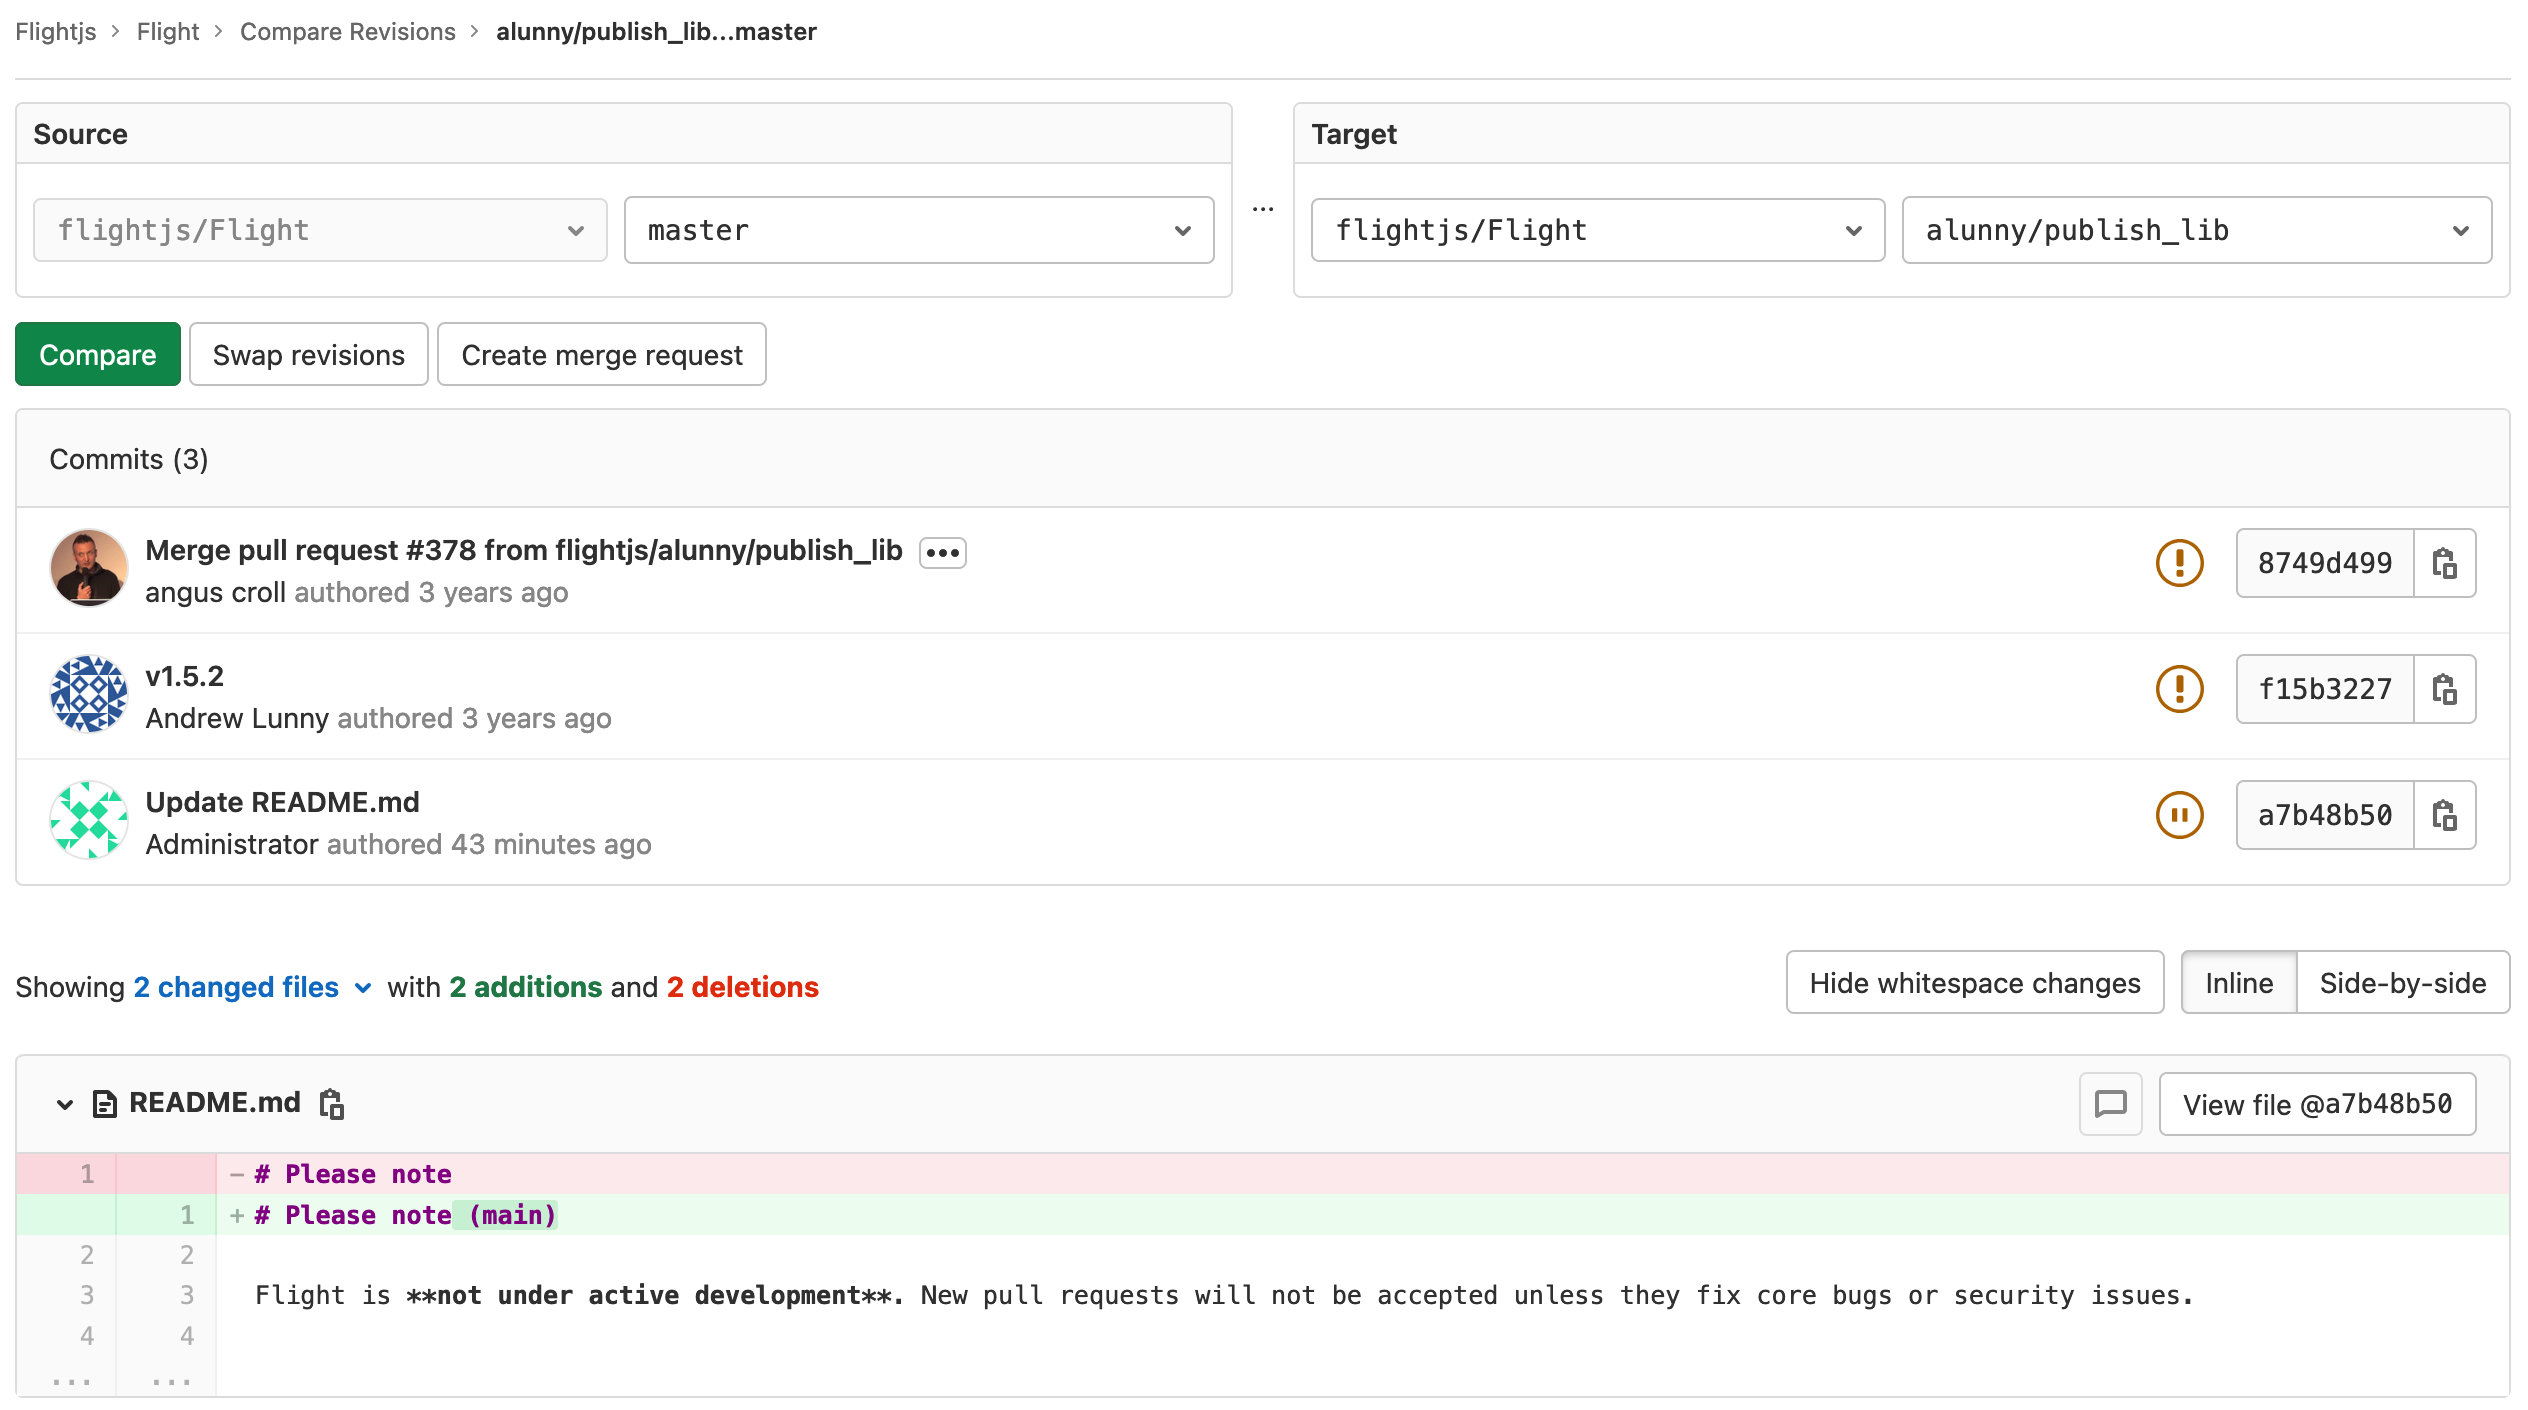 Flightjs > Flight > Compare Revisions > alunny/publish_lib...master
Source
flightjs/Flight
master
...
Target
flightjs/Flight
alunny/publish_lib
Compare
Swap revisions
Create merge request
Commits (3)
Merge pull request #378 from flightjs/alunny/publish_lib •••
angus croll authored 3 years ago
8749d499
v1.5.2
Andrew Lunny authored 3 years ago
f15b3227
Update README.md
Administrator authored 43 minutes ago
a7b48b50
Showing 2 changed files with 2 additions and 2 deletions
Hide whitespace changes
Inline
Side-by-side
README.md
View file @a7b48b50
1 - # Please note
1 + # Please note (main)
2 2
3 3 Flight is **not under active development**. New pull requests will not be accepted unless they fix core bugs or security issues.
4 4
... ...